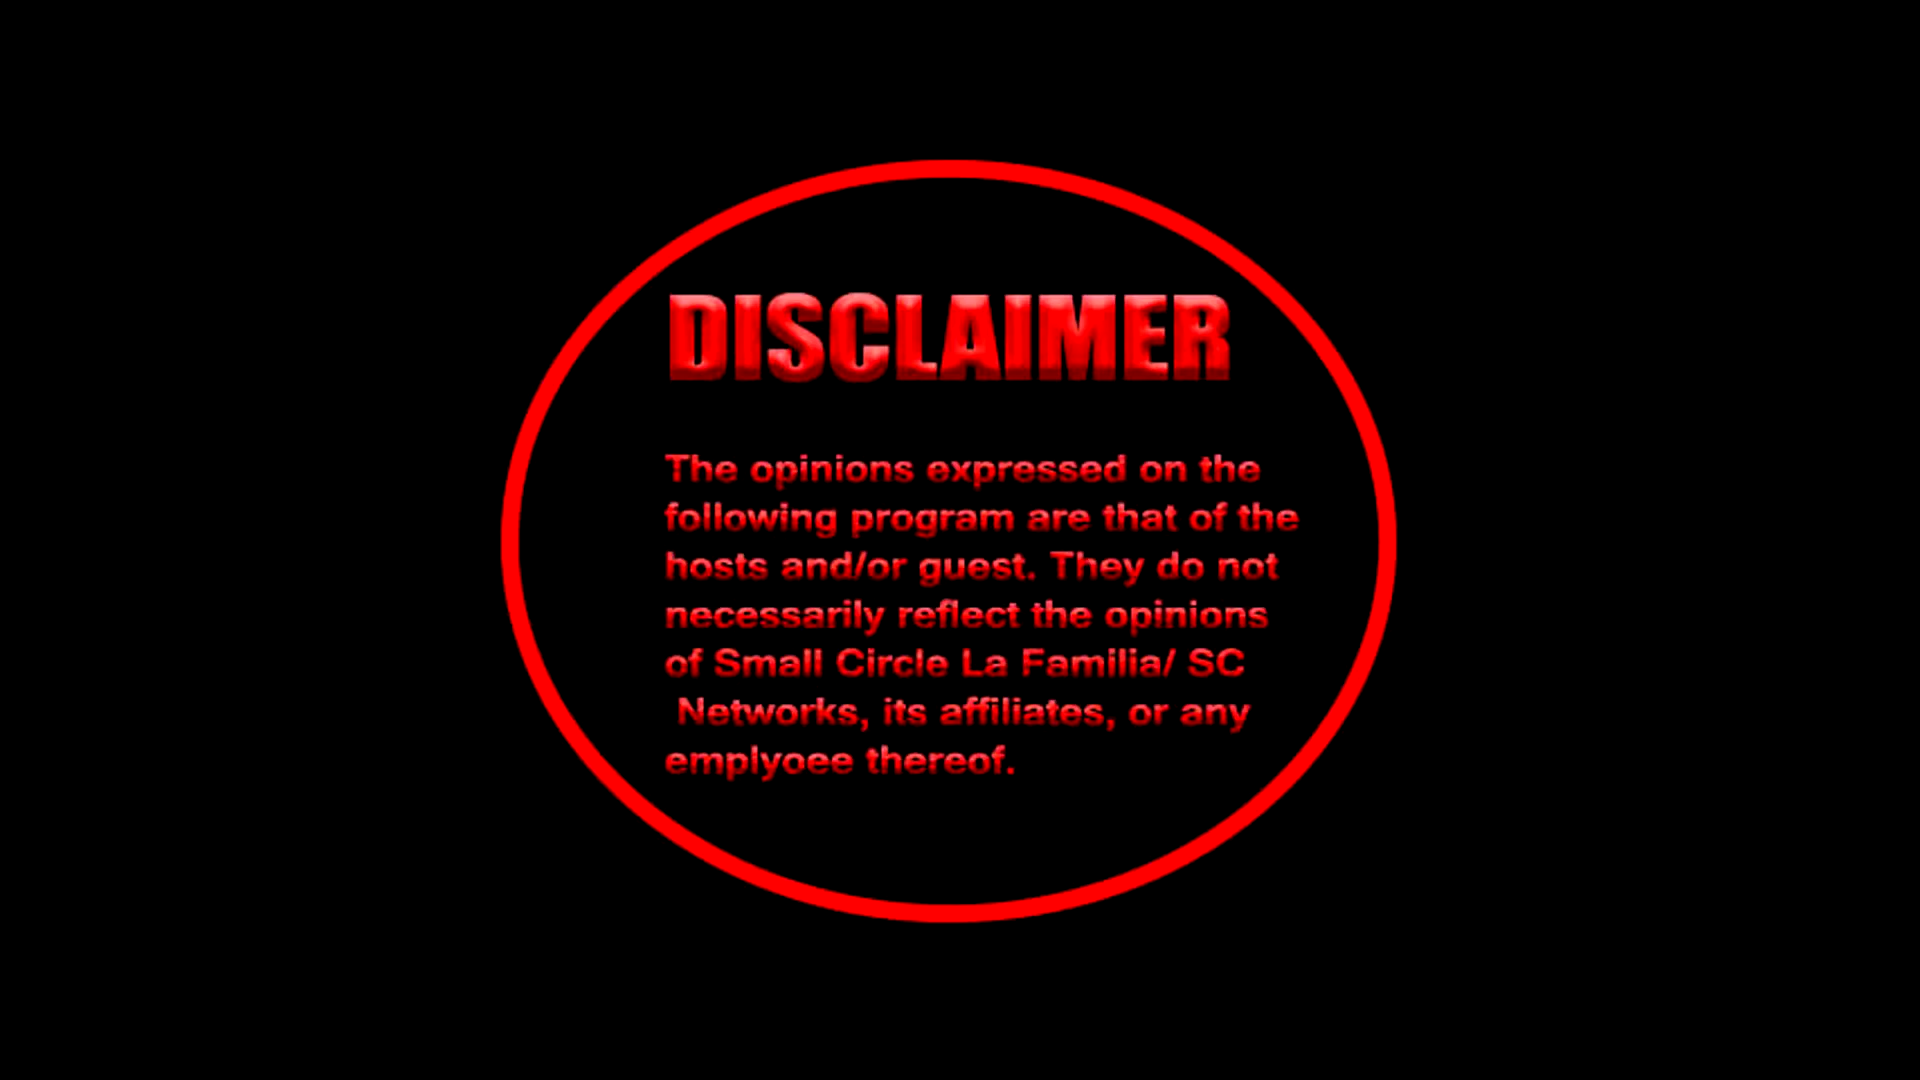 DISCLAIMER
The opinions expressed on the
following program are that of the
hosts and/or guest. They do not
necessarily reflect the opinions
of Small Circle La Familia/ SC
Networks, its affiliates, or any
emplyoee thereof.